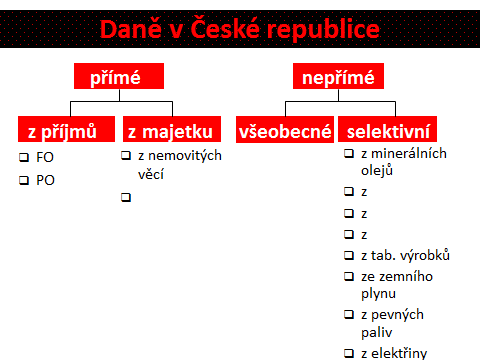 Daně v České republice
přímé
nepřímé
z příjmů
z majetku
všeobecné
selektivní
FO
PO
z nemovitých
věcí
z minerálních
olejů
z
z
z
z tab. výrobků
ze zemního
plynu
z pevných
paliv
z elektřiny